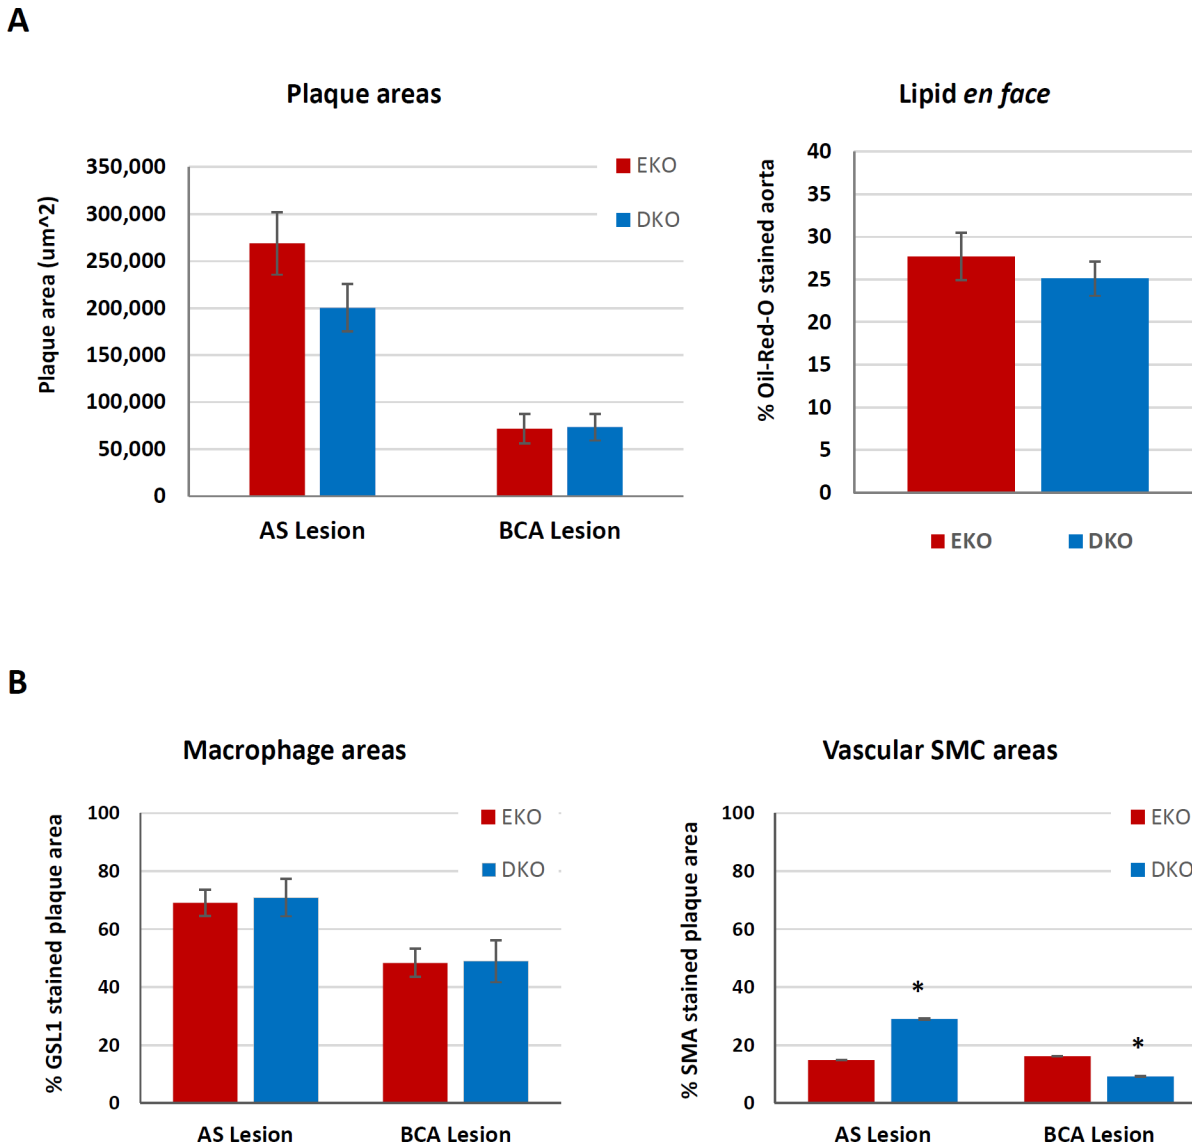 A
Plaque areas
Plaque area (um^2)
350,000
300,000
250,000
200,000
150,000
100,000
50,000
0
AS Lesion BCA Lesion
EKO
DKO
Lipid en face
% Oil-Red-O stained aorta
40
35
30
25
20
15
10
5
0
EKO DKO
B
Macrophage areas
% GSL1 stained plaque area
100
80
60
40
20
0
AS Lesion BCA Lesion
EKO
DKO
Vascular SMC areas
% SMA stained plaque area
100
80
60
40
20
0
*
*
AS Lesion BCA Lesion
EKO
DKO